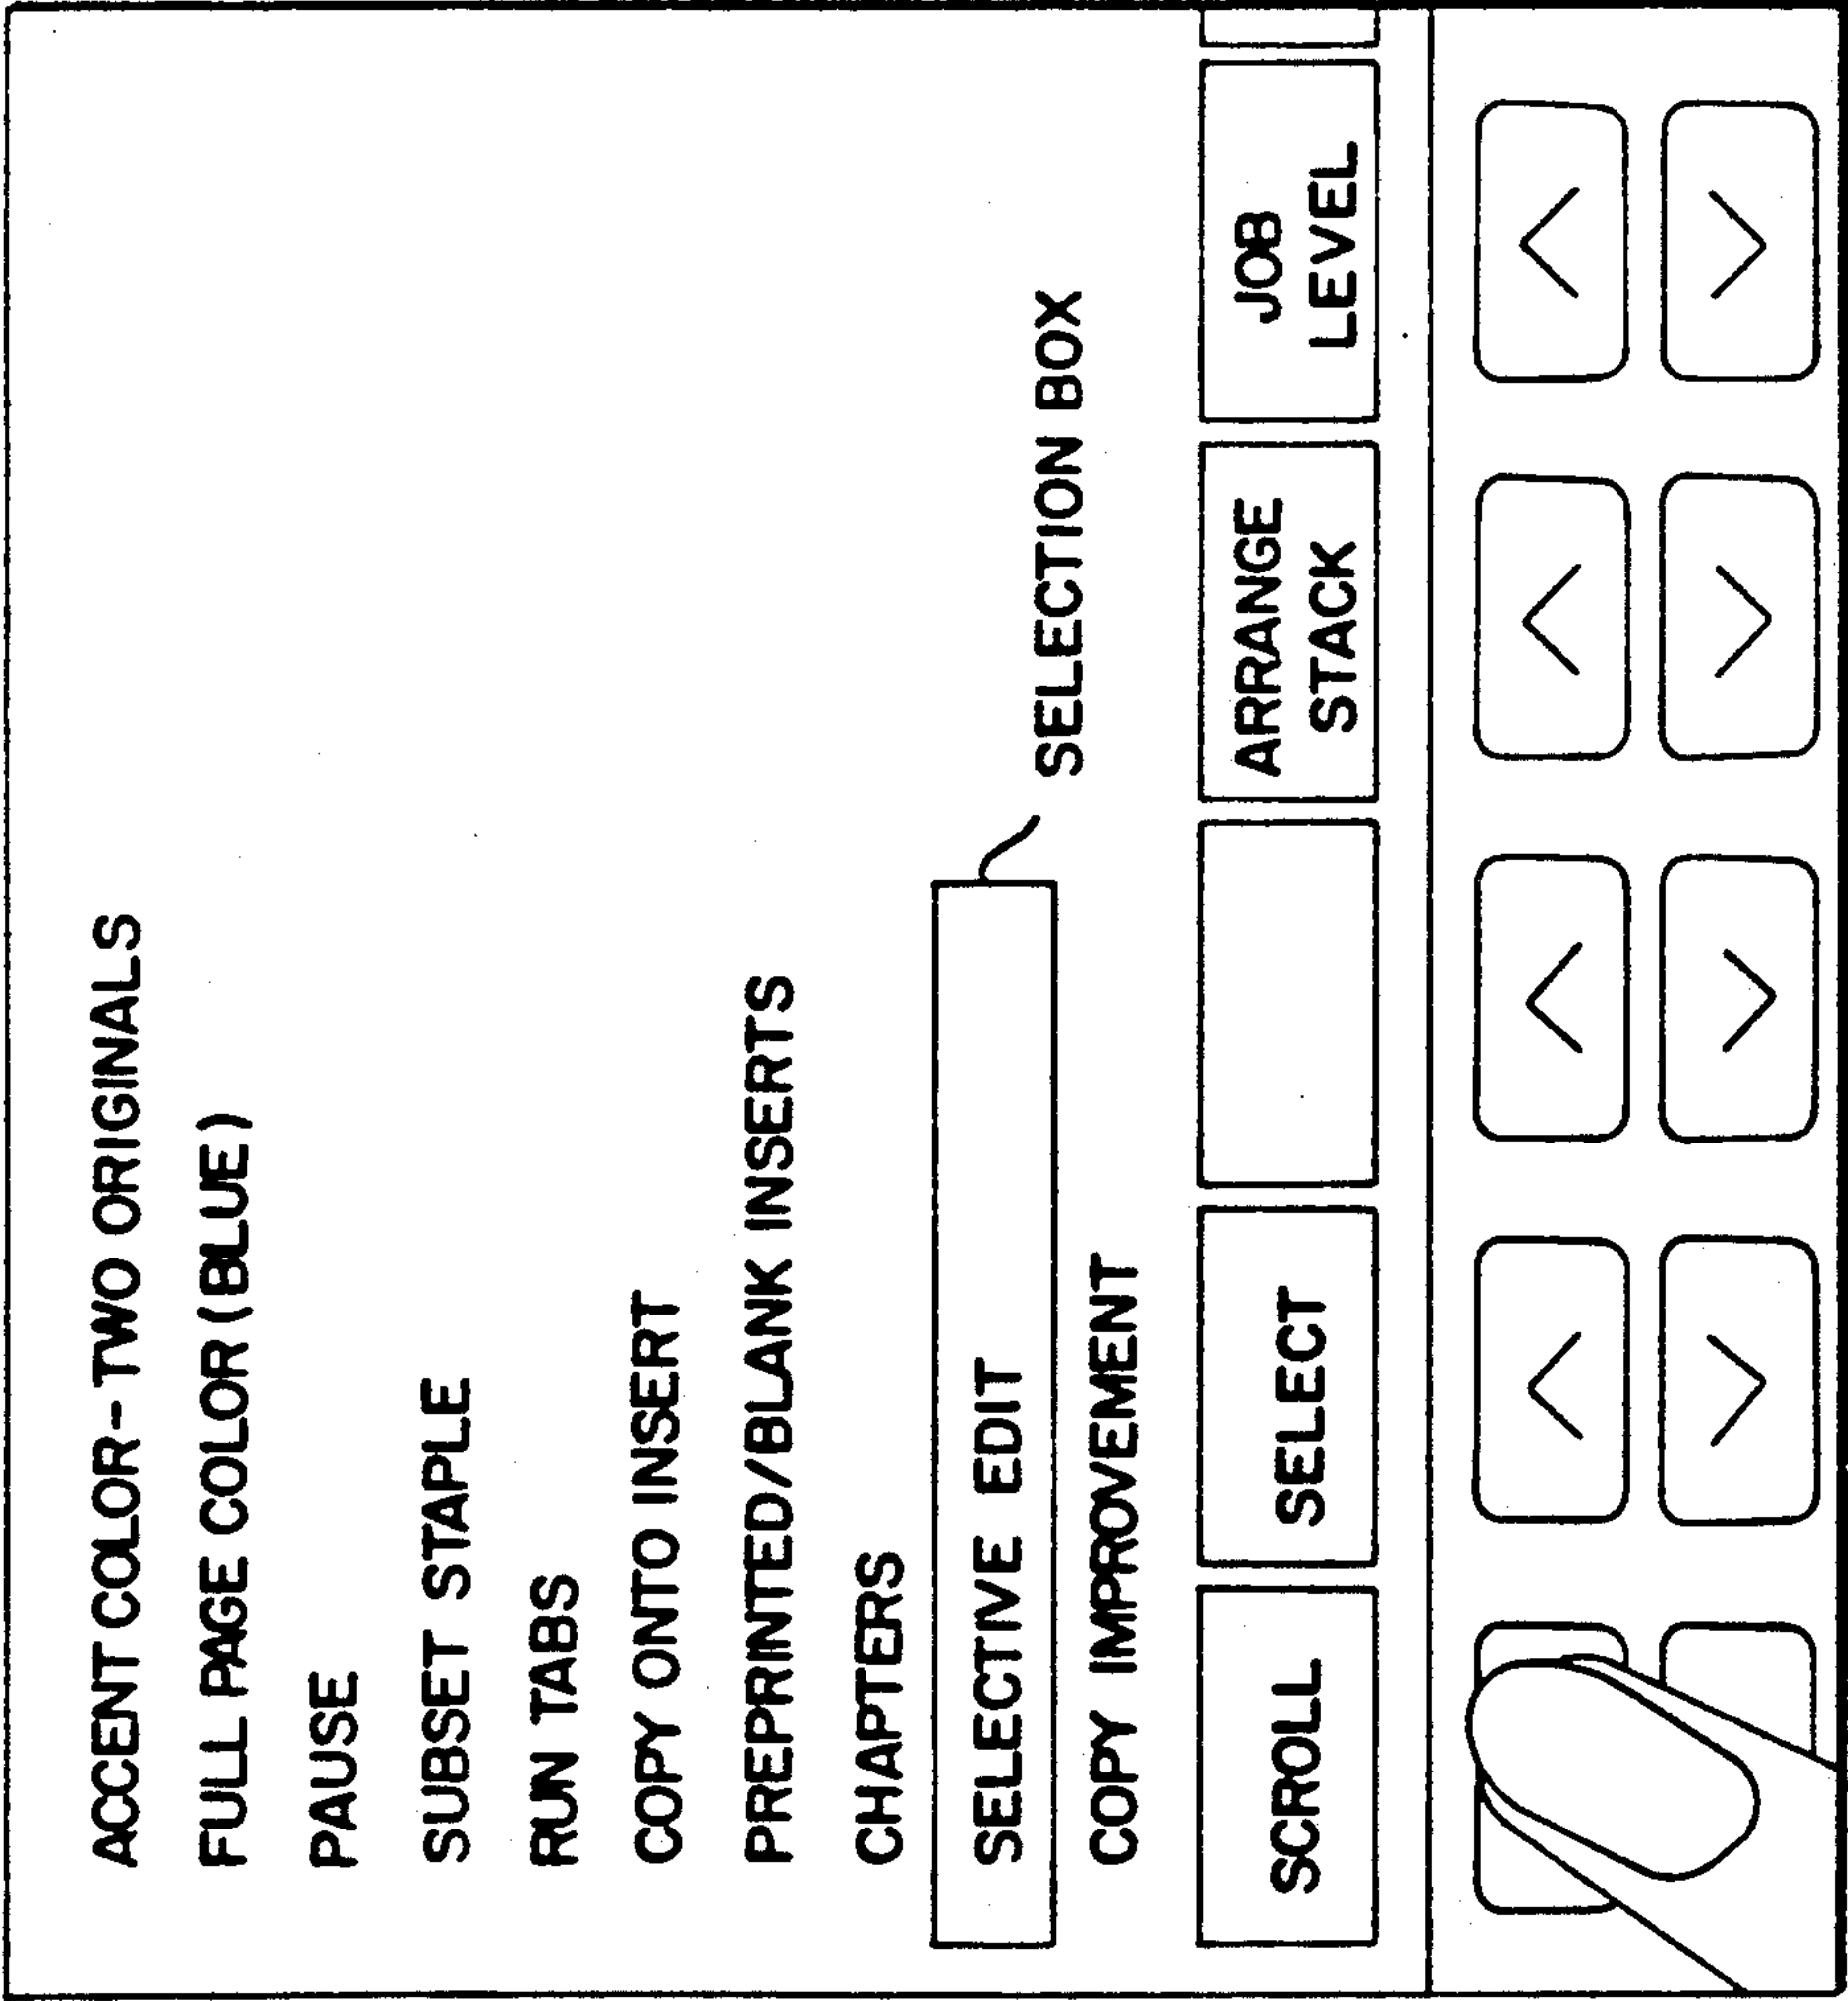 ACCENT COLOR-TWO ORIGINALS
FULL PAGE COLOR (BLUE)
PAUSE
SUBSET STAPLE
RUN TABS
COPY ONTO INSERT
PREPRINTED/BLANK INSERTS
CHAPTERS
SELECTIVE EDIT
SELECTION BOX
COPY IMPROVEMENT
SCROLL
SELECT
ARRANGE
STACK
JOB
LEVEL